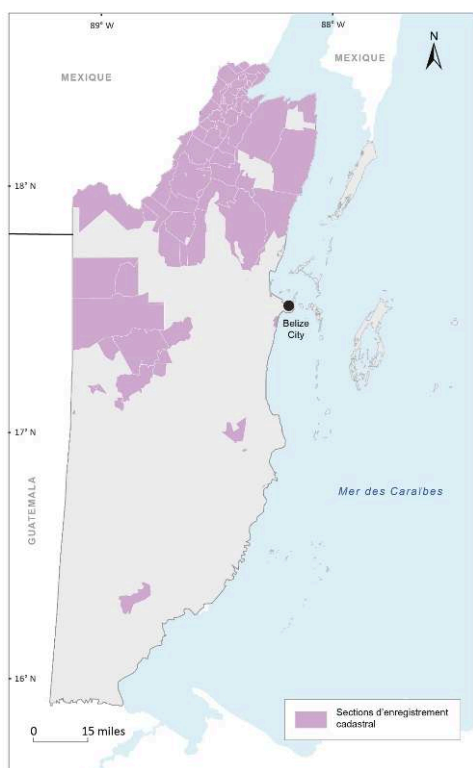 89° W
88° W
N
MEXIQUE
MEXIQUE
18° N
Belize
City
17° N
Mer des Caraïbes
GUATEMALA
16° N
Sections d'enregistrement
cadastral
0 15 miles